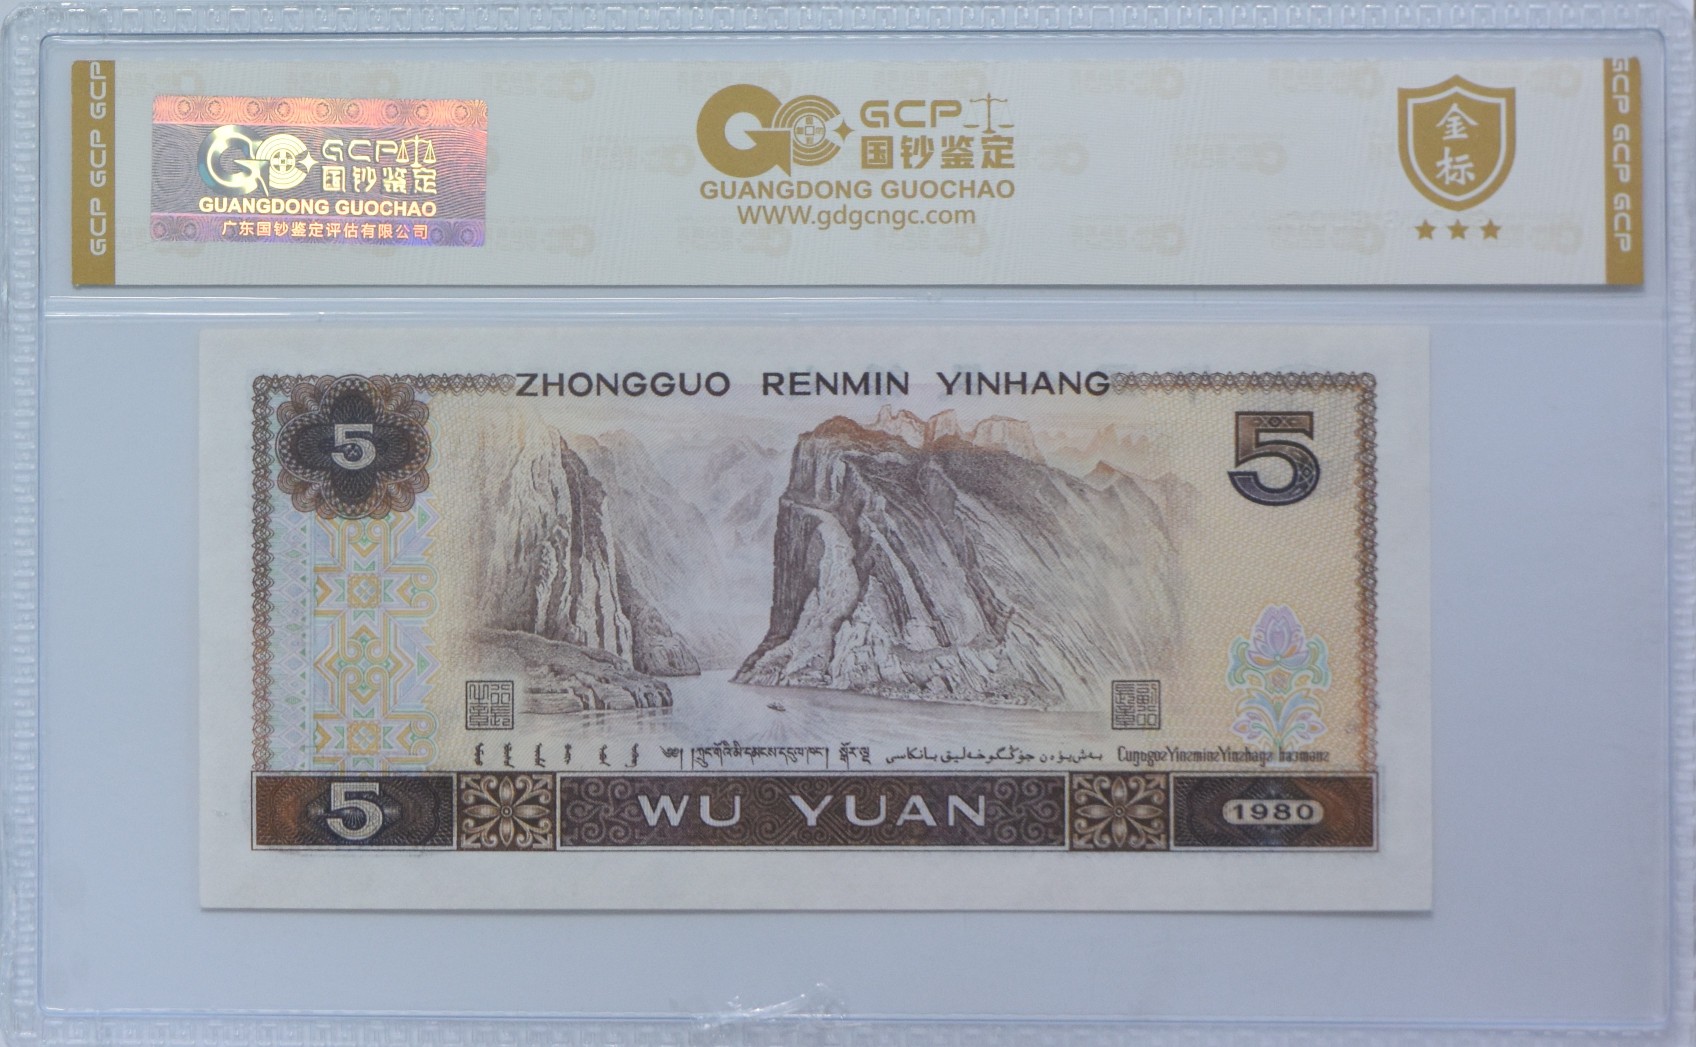 GCP GCP GCP
GCP
国钞鉴定
GUANGDONG GUOCHAO
广东国钞鉴定评估有限公司
GCP
国钞鉴定
GUANGDONG GUOCHAO
WWW.gdgcngc.com
金标
GCP GCP GCP
ZHONGGUO RENMIN YINHANG
5
5
5
WU YUAN
1980